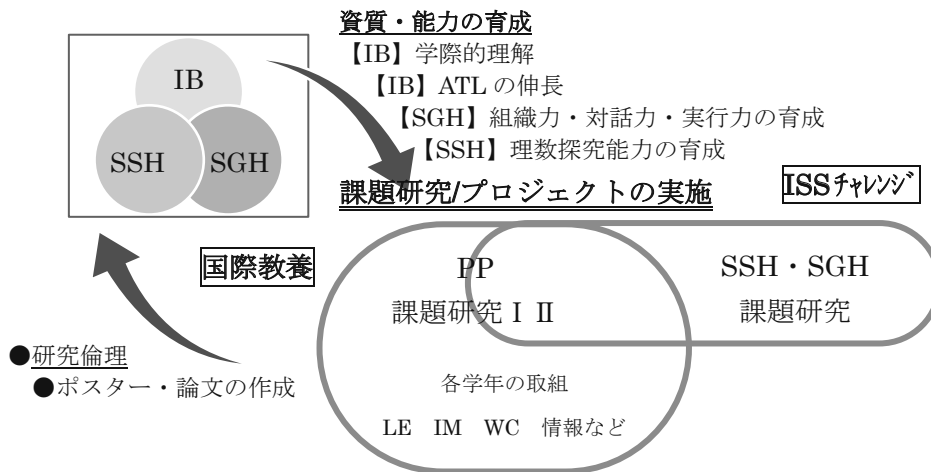 資質・能力の育成
【IB】学際的理解
【IB】ATL の伸長
【SGH】組織力・対話力・実行力の育成
【SSH】理数探究能力の育成
IB
SSH
SGH
課題研究/プロジェクトの実施
ISSﾁｬﾚﾝｼﾞ
国際教養
PP
課題研究Ⅰ Ⅱ
SSH・SGH
課題研究
●研究倫理
●ポスター・論文の作成
各学年の取組
LE IM WC 情報など